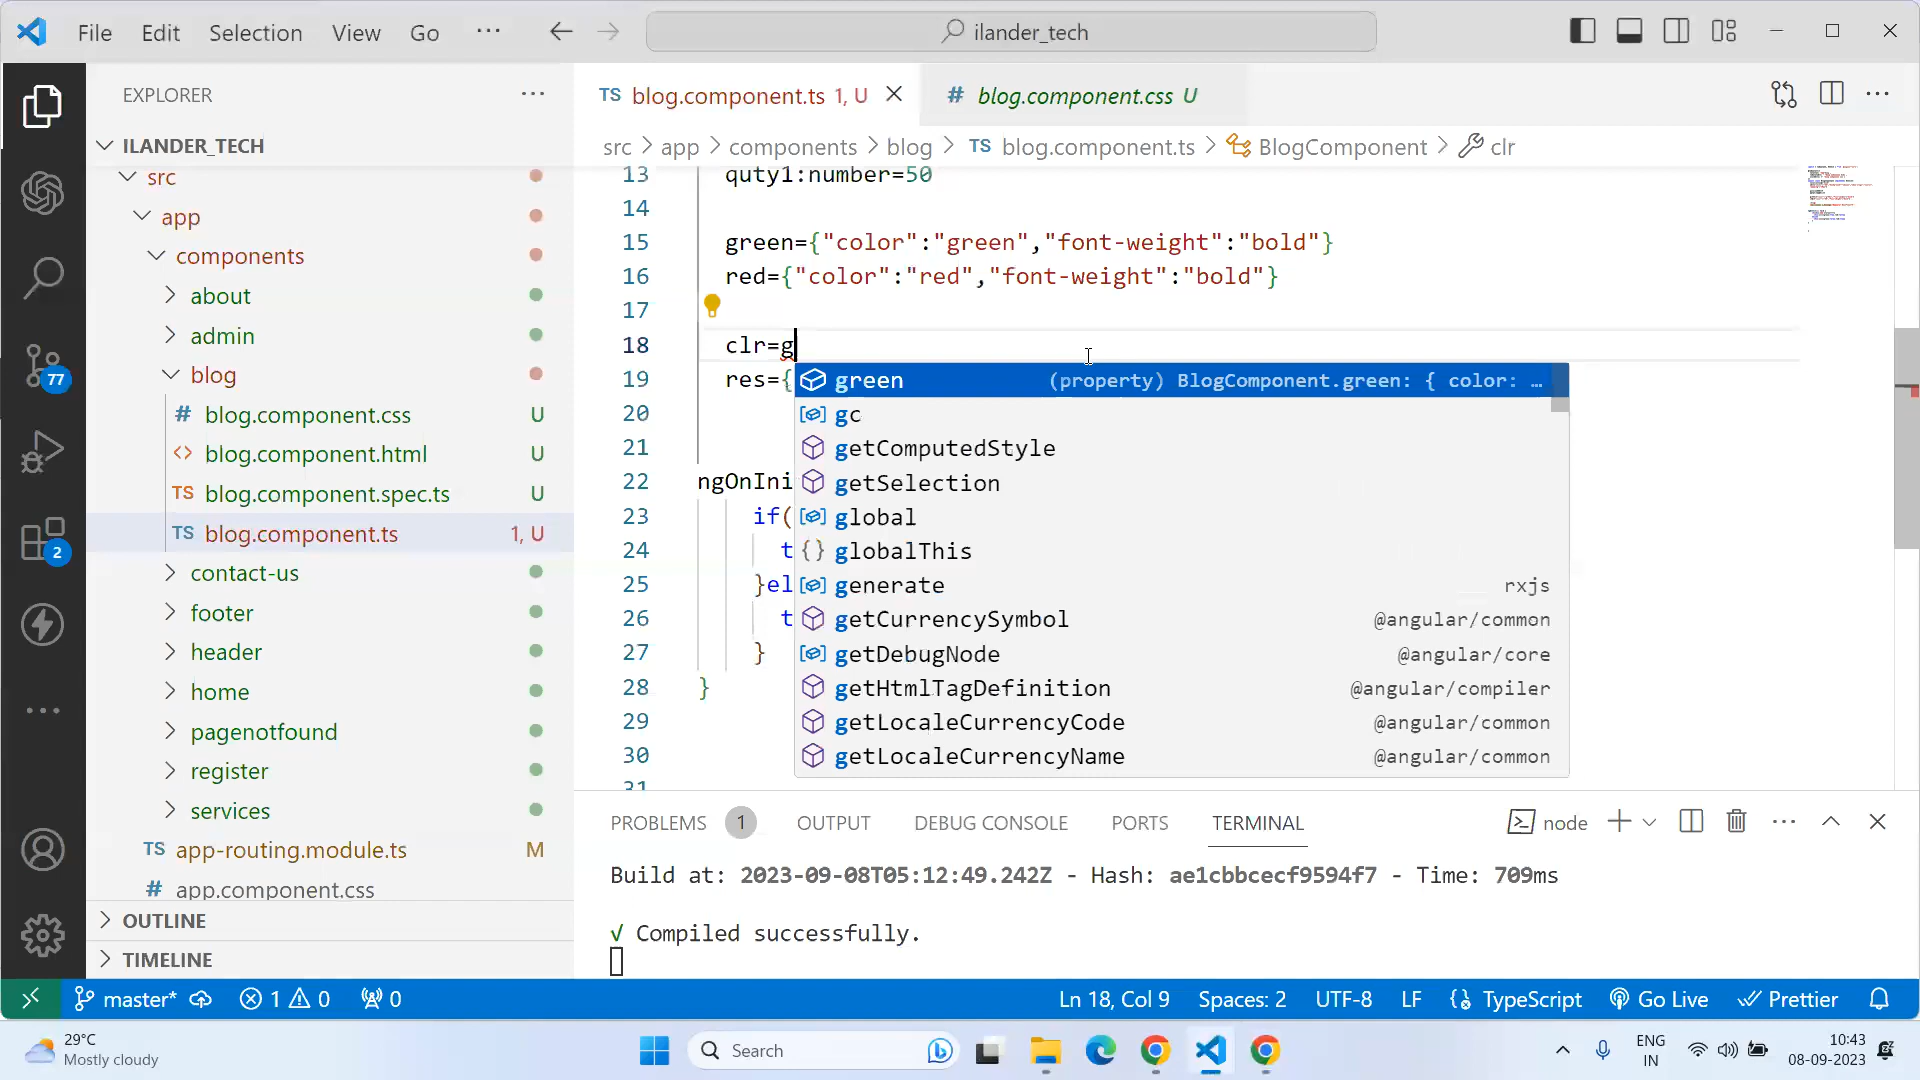 File Edit Selection View Go ··· ilander_tech
EXPLORER
ILANDER_TECH
src
app
components
about
admin
blog
# blog.component.css U
<> blog.component.html U
TS blog.component.spec.ts U
TS blog.component.ts 1, U
contact-us
footer
header
home
pagenotfound
register
services
TS app-routing.module.ts M
# app.component.css
OUTLINE
TIMELINE
77
2
TS blog.component.ts 1, U # blog.component.css U
src > app > components > blog > TS blog.component.ts > BlogComponent > clr
13 quty1:number=50
14
15 green={"color":"green","font-weight":"bold"}
16 red={"color":"red","font-weight":"bold"}
17
18 clr=g
19 res={
20
21
22 ngOnIni
23 if(
24 t
25 }el
26 t
27 }
28 }
29
30
31
green (property) BlogComponent.green: { color: …
gc
getComputedStyle
getSelection
global
globalThis
generate rxjs
getCurrencySymbol @angular/common
getDebugNode @angular/core
getHtmlTagDefinition @angular/compiler
getLocaleCurrencyCode @angular/common
getLocaleCurrencyName @angular/common
PROBLEMS 1 OUTPUT DEBUG CONSOLE PORTS TERMINAL node
Build at: 2023-09-08T05:12:49.242Z - Hash: ae1cbbcecf9594f7 - Time: 709ms
√ Compiled successfully.
master* 1 0 0 Ln 18, Col 9 Spaces: 2 UTF-8 LF TypeScript Go Live Prettier
29°C
Mostly cloudy
Search
ENG
IN
10:43
08-09-2023